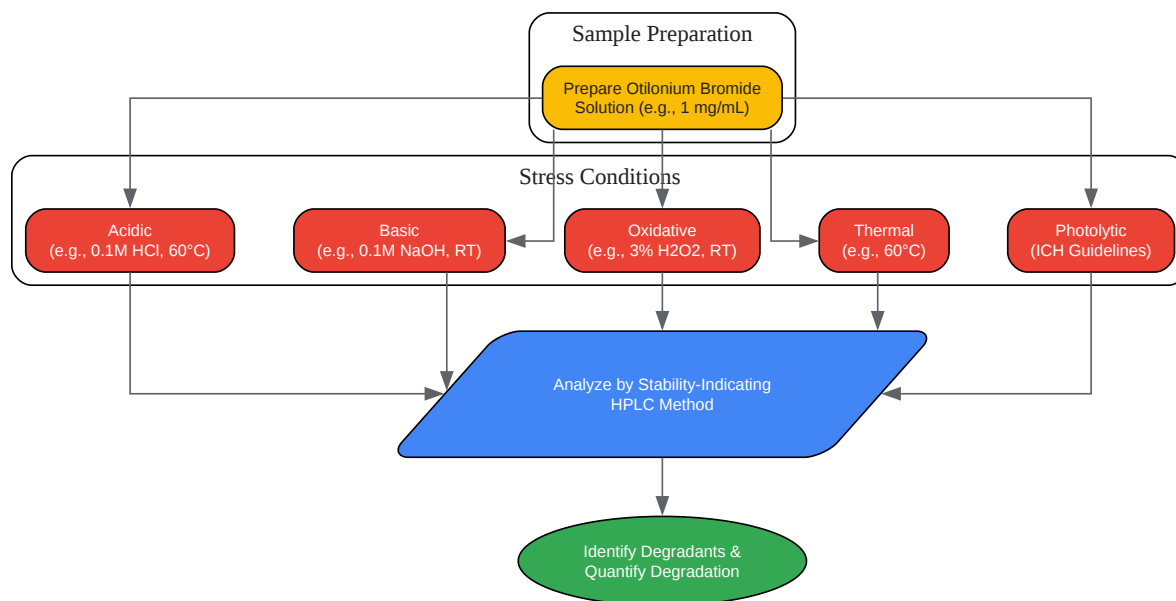 Sample Preparation
Prepare Otilonium Bromide
Solution (e.g., 1 mg/mL)
Stress Conditions
Acidic
(e.g., 0.1M HCl, 60°C)
Basic
(e.g., 0.1M NaOH, RT)
Oxidative
(e.g., 3% H2O2, RT)
Thermal
(e.g., 60°C)
Photolytic
(ICH Guidelines)
Analyze by Stability-Indicating
HPLC Method
Identify Degradants &
Quantify Degradation